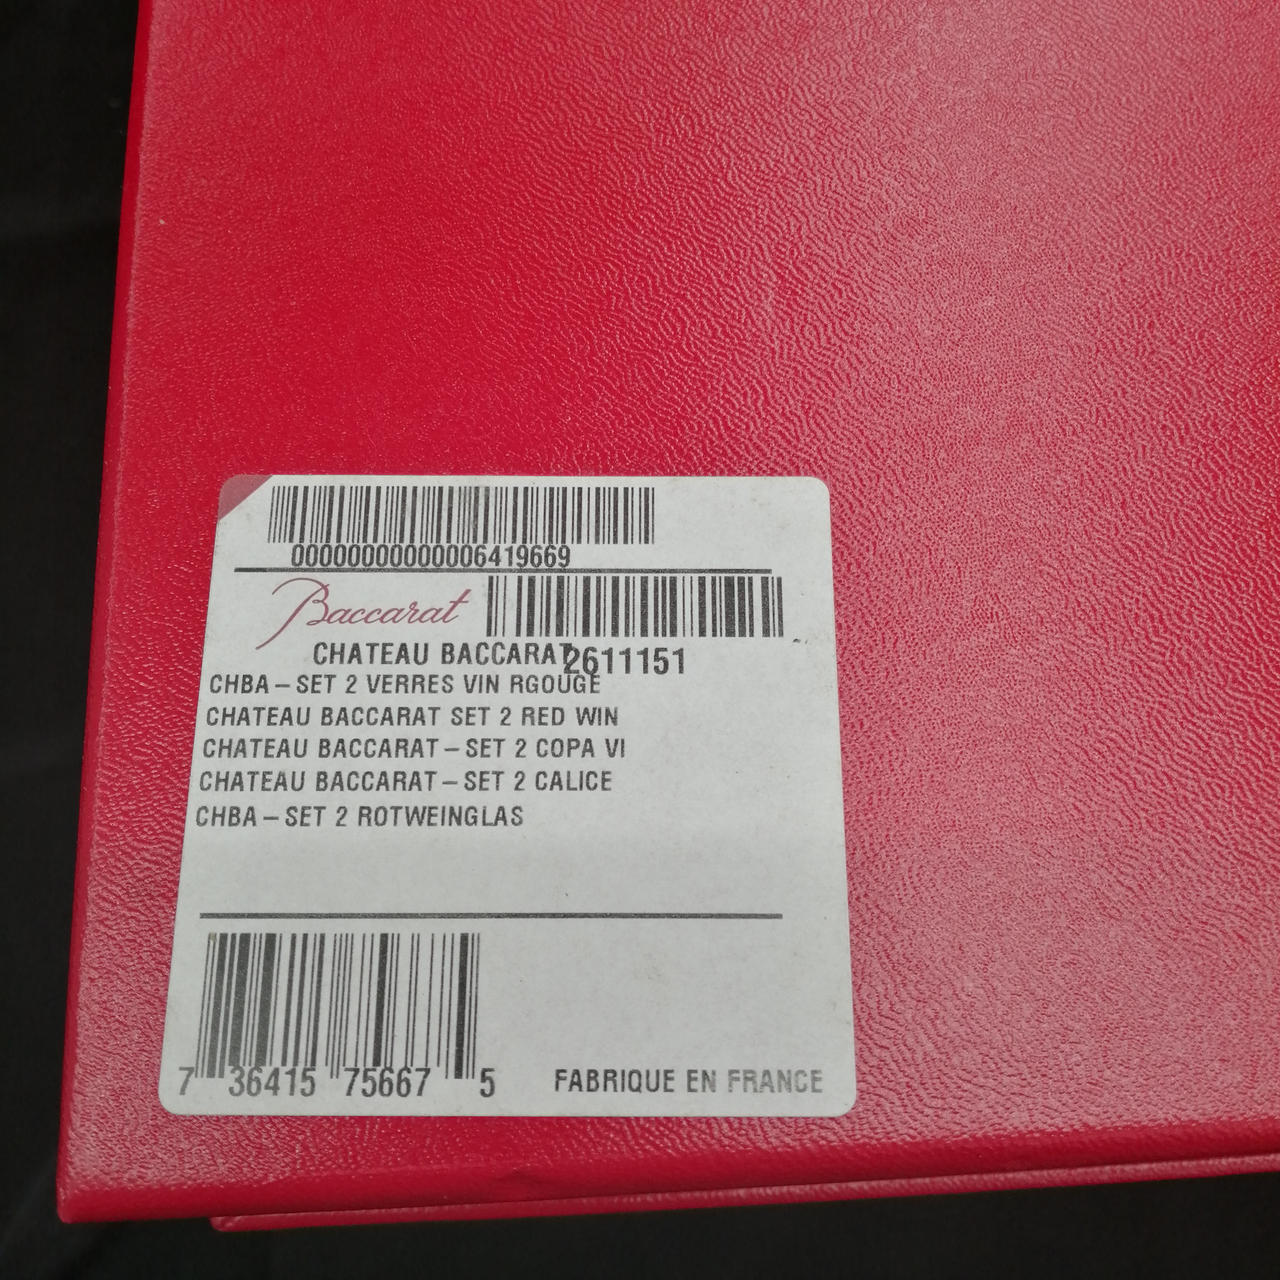 00000000000006419669
Baccarat
CHATEAU BACCARAT
2611151
CHBA – SET 2 VERRES VIN RGOUGE
CHATEAU BACCARAT SET 2 RED WIN
CHATEAU BACCARAT – SET 2 COPA VI
CHATEAU BACCARAT – SET 2 CALICE
CHBA – SET 2 ROTWEINGLAS
7 36415 75667 5
FABRIQUE EN FRANCE